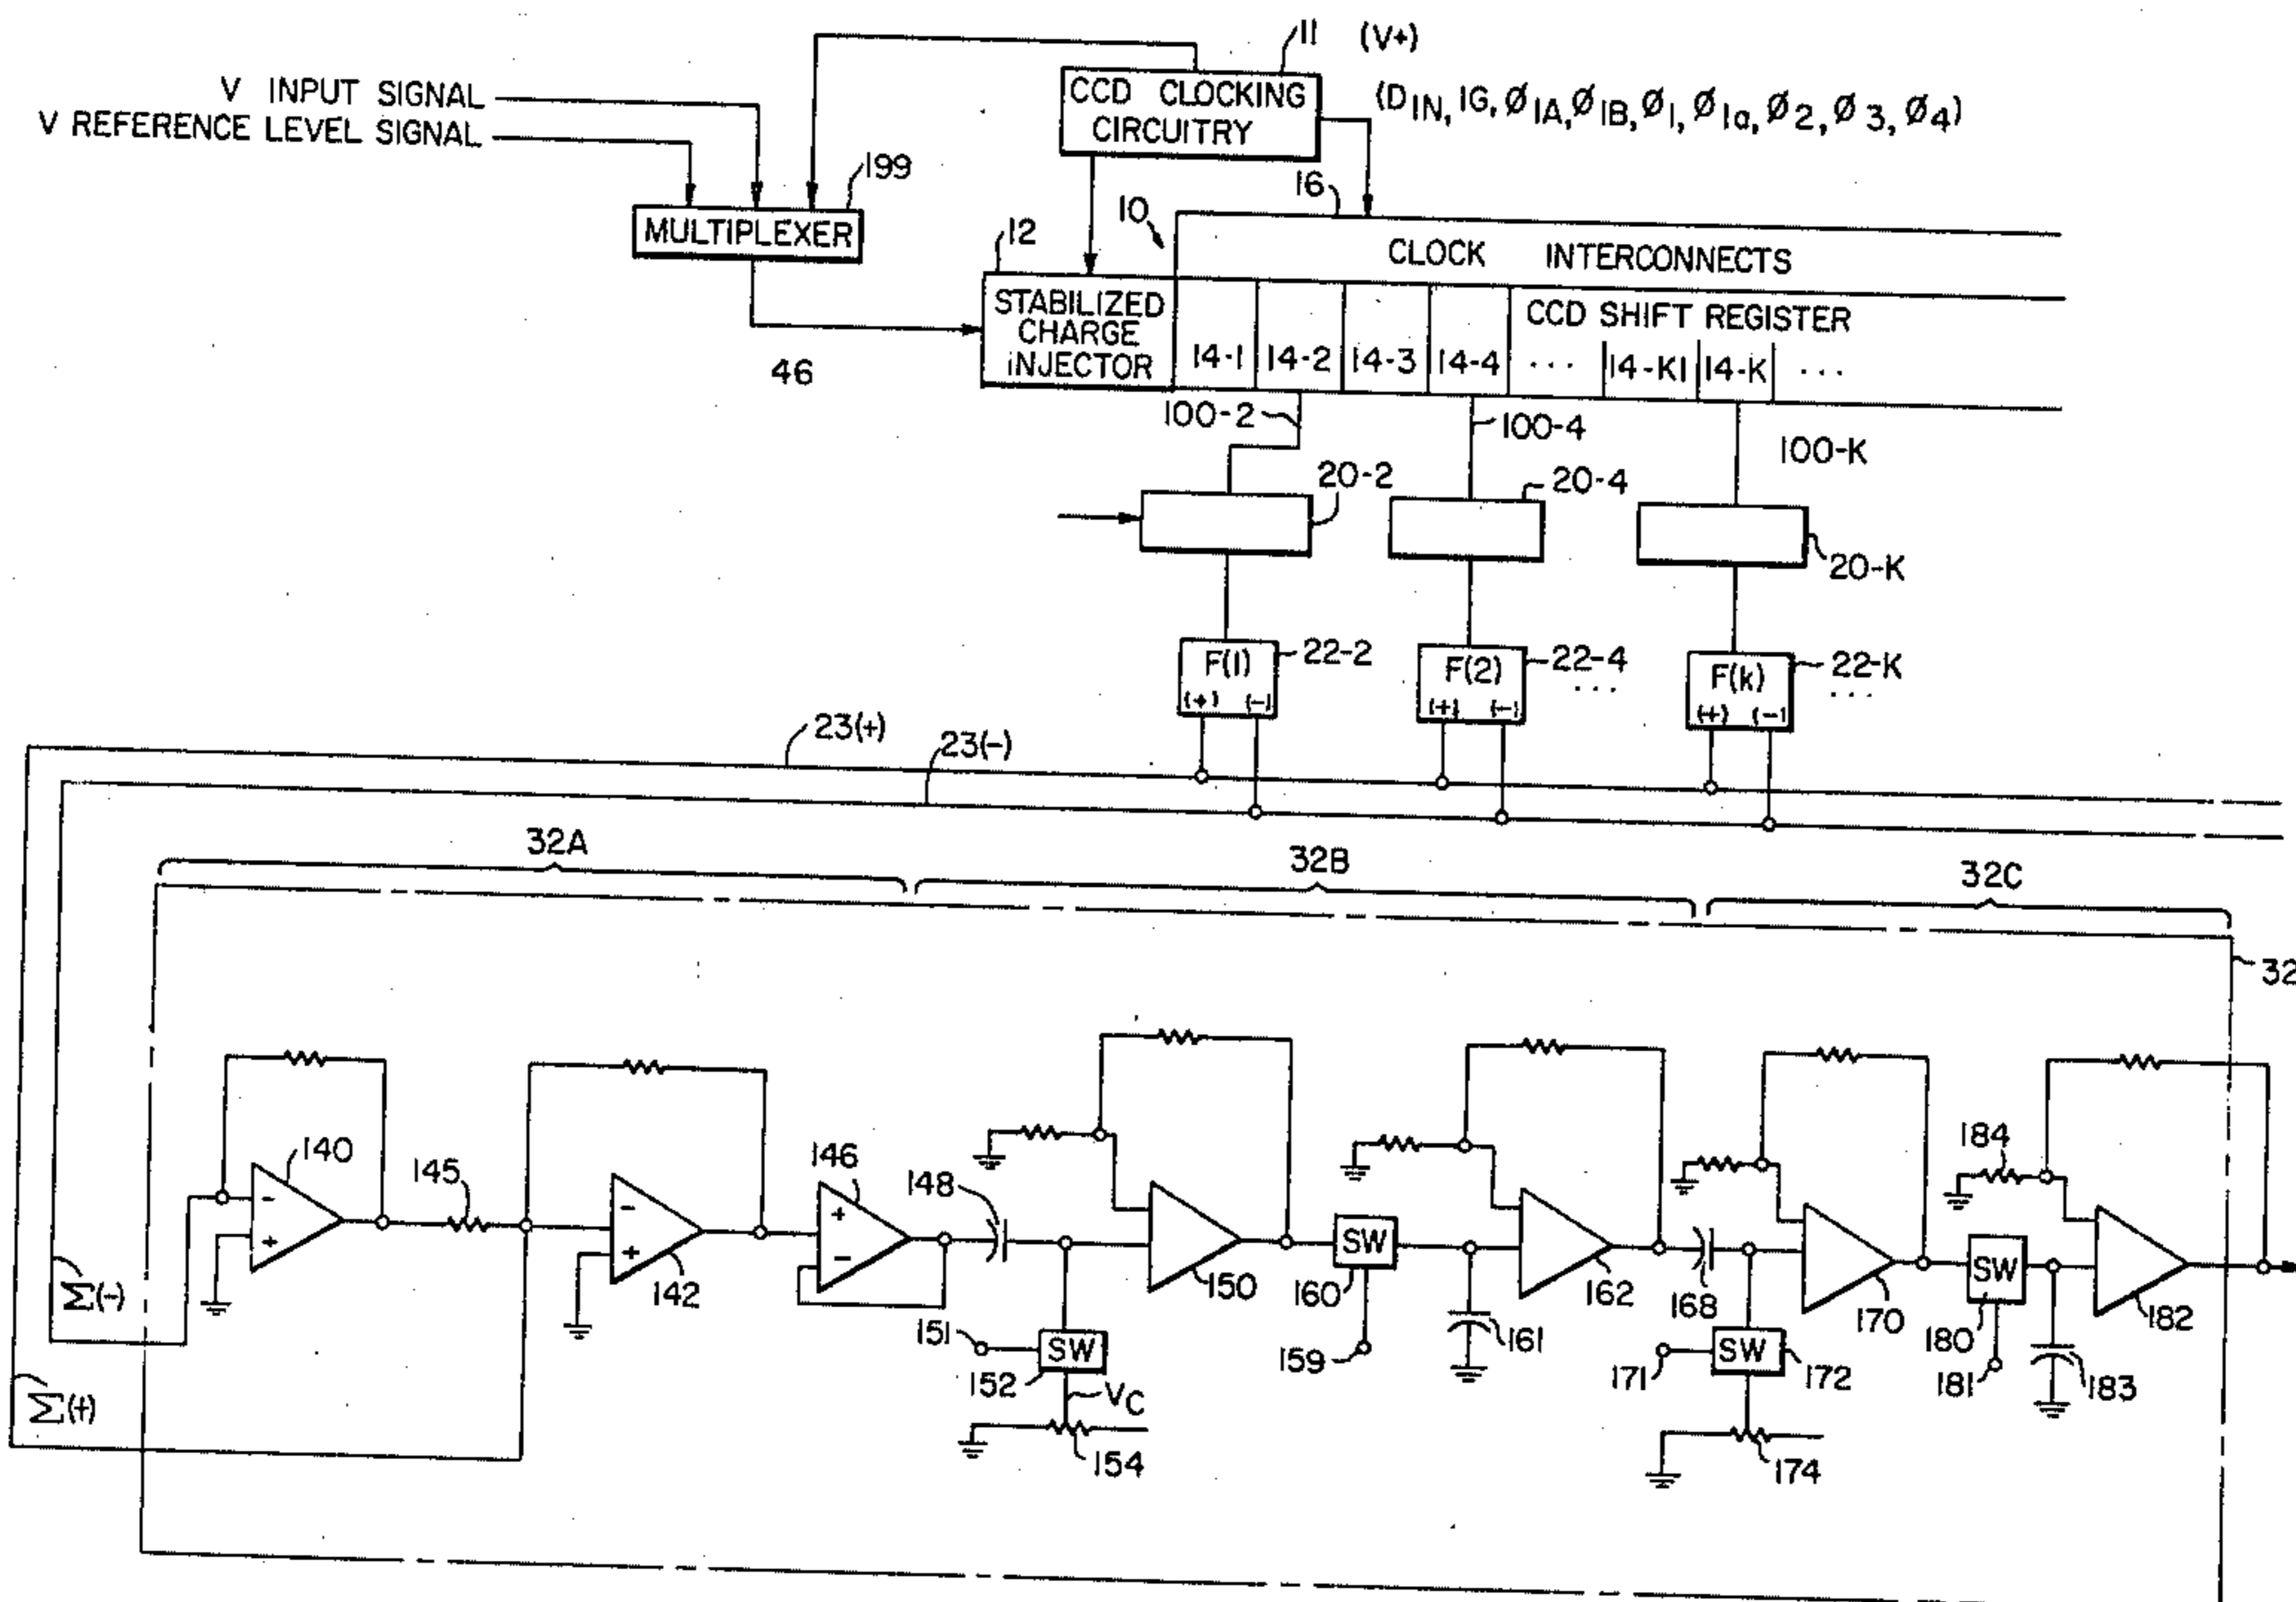 11 (V+)
V INPUT SIGNAL
V REFERENCE LEVEL SIGNAL
CCD CLOCKING
CIRCUITRY
(D1N, 1G, Ø1A, Ø1B, Ø1, Ø1a, Ø2, Ø3, Ø4)
199
MULTIPLEXER
16
10
12
CLOCK INTERCONNECTS
STABILIZED
CHARGE
INJECTOR
CCD SHIFT REGISTER
14-1 14-2 14-3 14-4 ... 14-K1 14-K ...
46
100-2
100-4
100-K
20-2
20-4
20-K
F(1)
(+) (-)
22-2
F(2)
(+) (-)
22-4
...
F(k)
(+) (-)
22-K
...
23(+)
23(-)
32A
32B
32C
32
140
-
+
145
-
+
142
146
+
-
148
150
SW
160
162
168
170
184
SW
180
182
Σ(-)
Σ(+)
151
SW
152
VC
154
159
161
171
SW
172
174
181
183